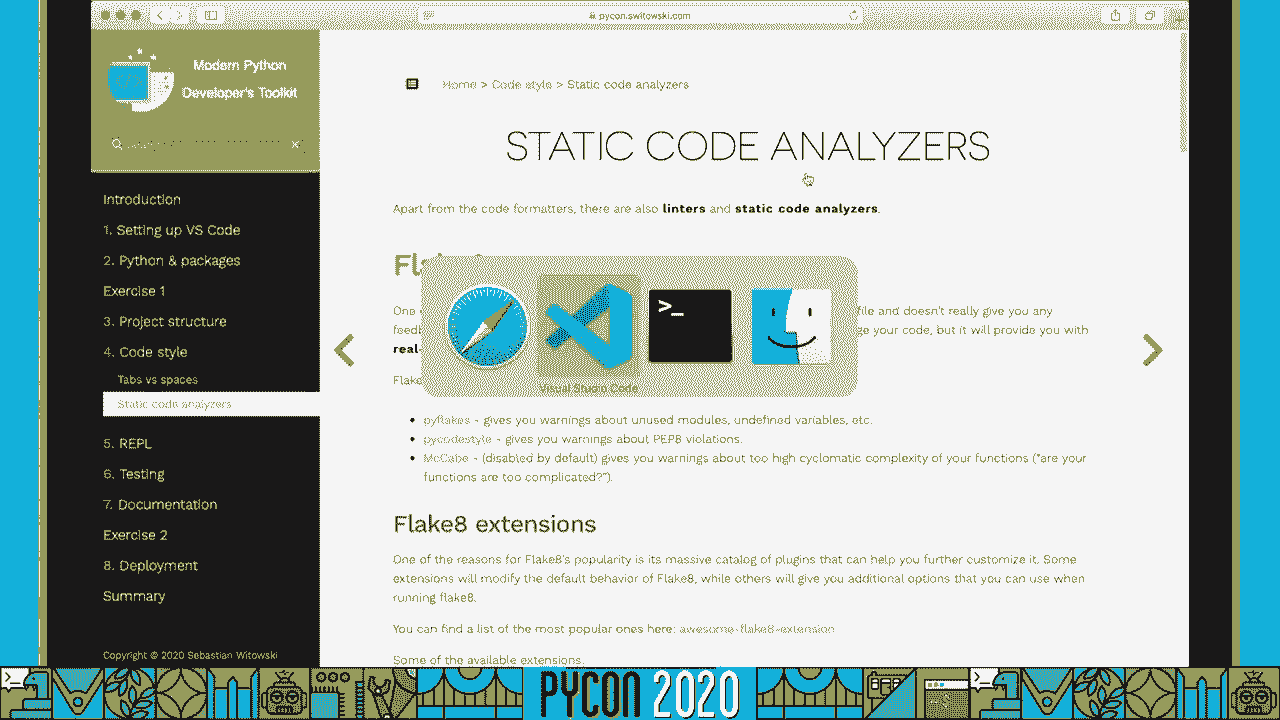 pycon.switowski.com
Modern Python
Developer's Toolkit
Home > Code style > Static code analyzers
STATIC CODE ANALYZERS
Apart from the code formatters, there are also linters and static code analyzers.
Introduction
1. Setting up VS Code
2. Python & packages
Exercise 1
3. Project structure
4. Code style
Tabs vs spaces
Static code analyzers
5. REPL
6. Testing
7. Documentation
Exercise 2
8. Deployment
Summary
Copyright © 2020 Sebastian Witowski
One
file and doesn't really give you any
feedb
ge your code, but it will provide you with
real-
Flake
>_
Visual Studio Code
• pyflakes - gives you warnings about unused modules, undefined variables, etc.
• pycodestyle - gives you warnings about PEP8 violations.
• McCabe - (disabled by default) gives you warnings about too high cyclomatic complexity of your functions ("are your
functions are too complicated?").
Flake8 extensions
One of the reasons for Flake8's popularity is its massive catalog of plugins that can help you further customize it. Some
extensions will modify the default behavior of Flake8, while others will give you additional options that you can use when
running flake8.
You can find a list of the most popular ones here: awesome-flake8-extension
Some of the available extensions.
PYCON 2020